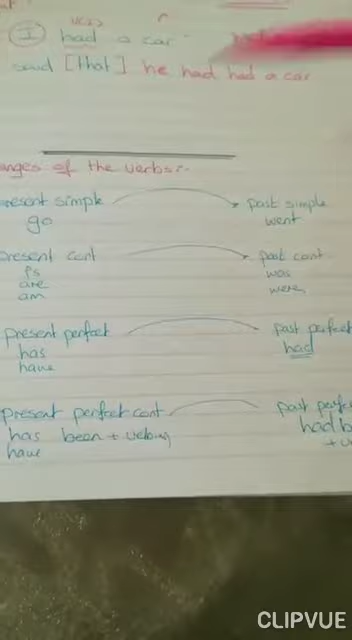 I had a car
said [that] he had had a car
anges of the verbs:-
resent simple past simple
go went
present cont past cont
is was
are were
am
present perfect past perfect
has had
have
present perfect cont past perfe
has been + verbing had b
have
CLIPVUE